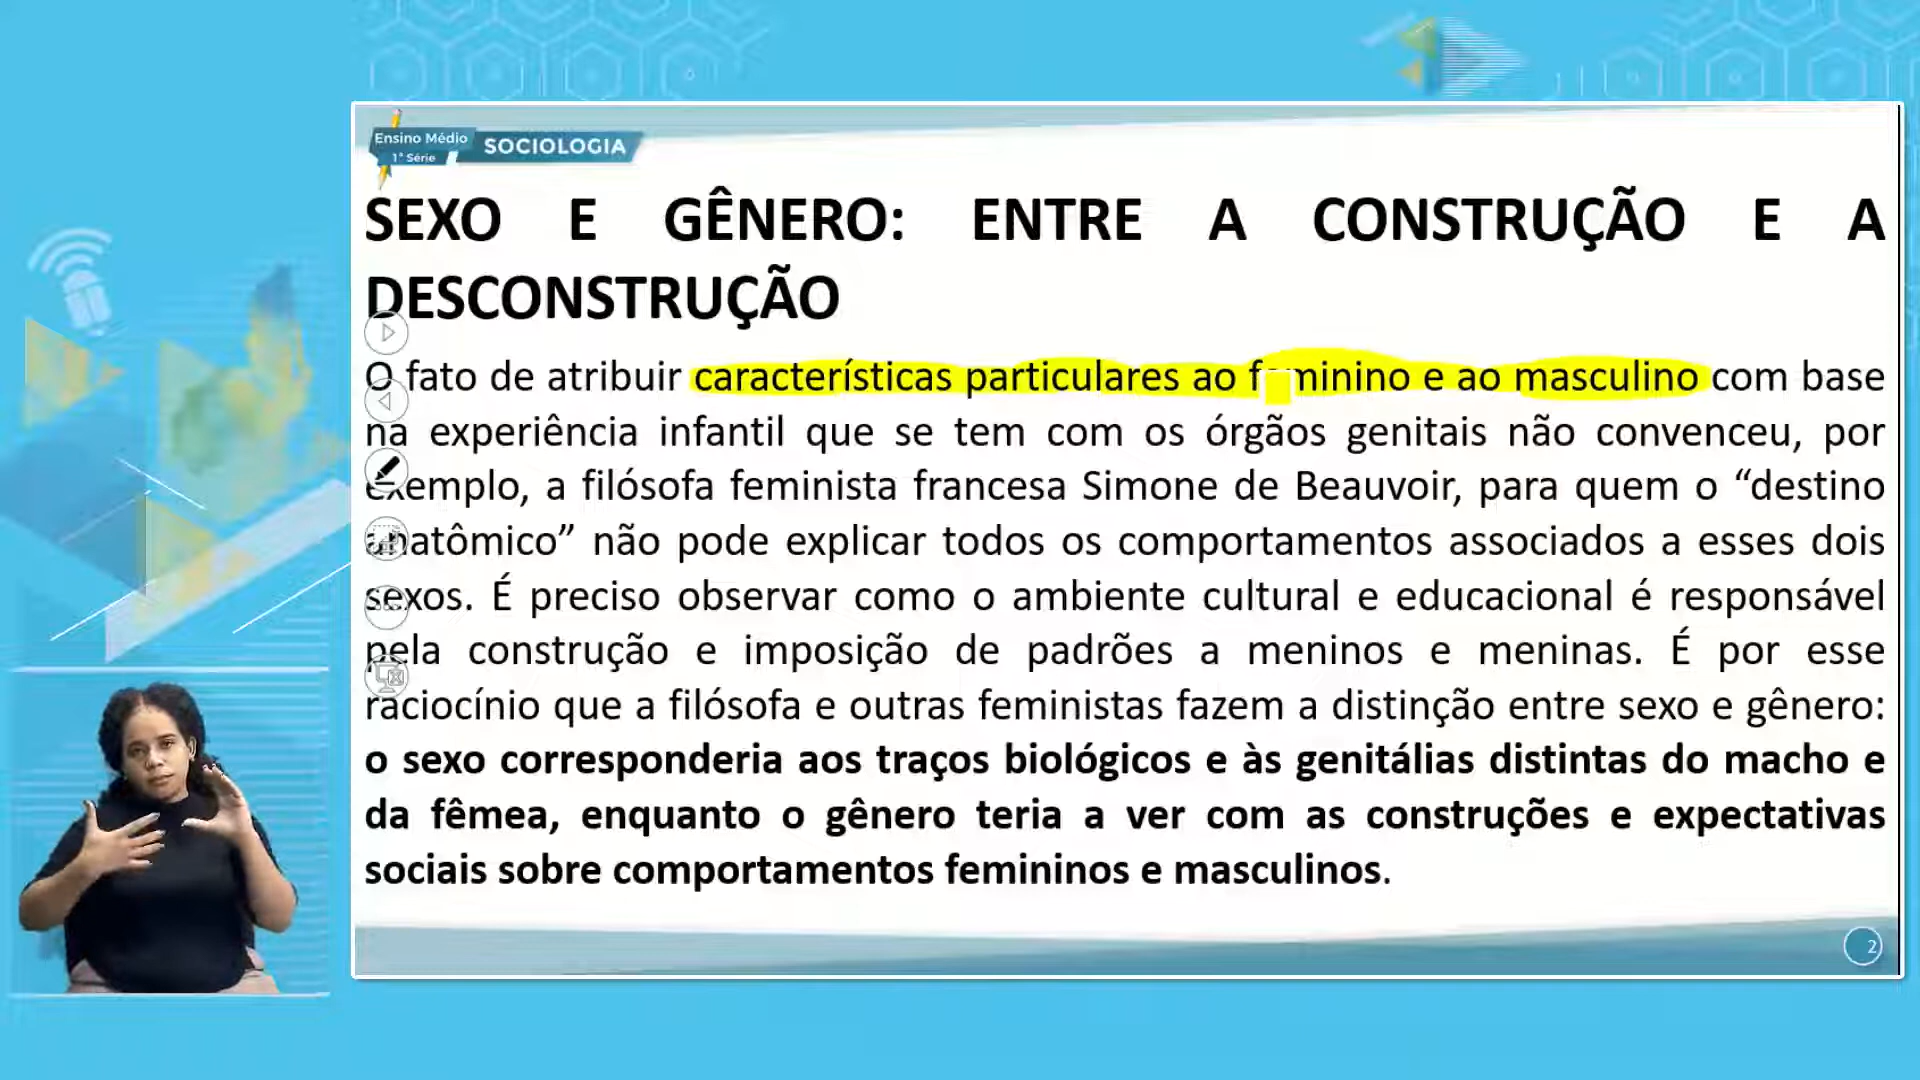 Ensino Médio
1ª Série
SOCIOLOGIA
SEXO E GÊNERO: ENTRE A CONSTRUÇÃO E A
DESCONSTRUÇÃO
O fato de atribuir características particulares ao feminino e ao masculino com base
na experiência infantil que se tem com os órgãos genitais não convenceu, por
exemplo, a filósofa feminista francesa Simone de Beauvoir, para quem o “destino
anatômico” não pode explicar todos os comportamentos associados a esses dois
sexos. É preciso observar como o ambiente cultural e educacional é responsável
pela construção e imposição de padrões a meninos e meninas. É por esse
raciocínio que a filósofa e outras feministas fazem a distinção entre sexo e gênero:
o sexo corresponderia aos traços biológicos e às genitálias distintas do macho e
da fêmea, enquanto o gênero teria a ver com as construções e expectativas
sociais sobre comportamentos femininos e masculinos.
2